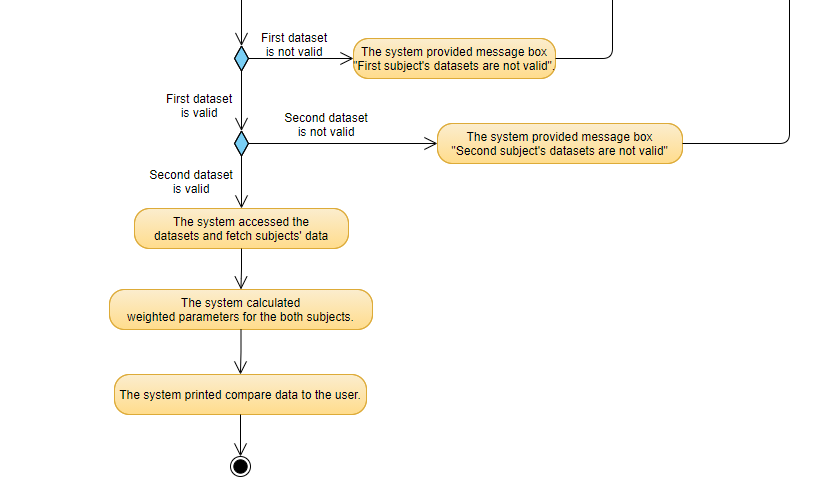 First dataset
is not valid
The system provided message box
"First subject's datasets are not valid".
First dataset
is valid
Second dataset
is not valid
The system provided message box
"Second subject's datasets are not valid"
Second dataset
is valid
The system accessed the
datasets and fetch subjects' data
The system calculated
weighted parameters for the both subjects.
The system printed compare data to the user.